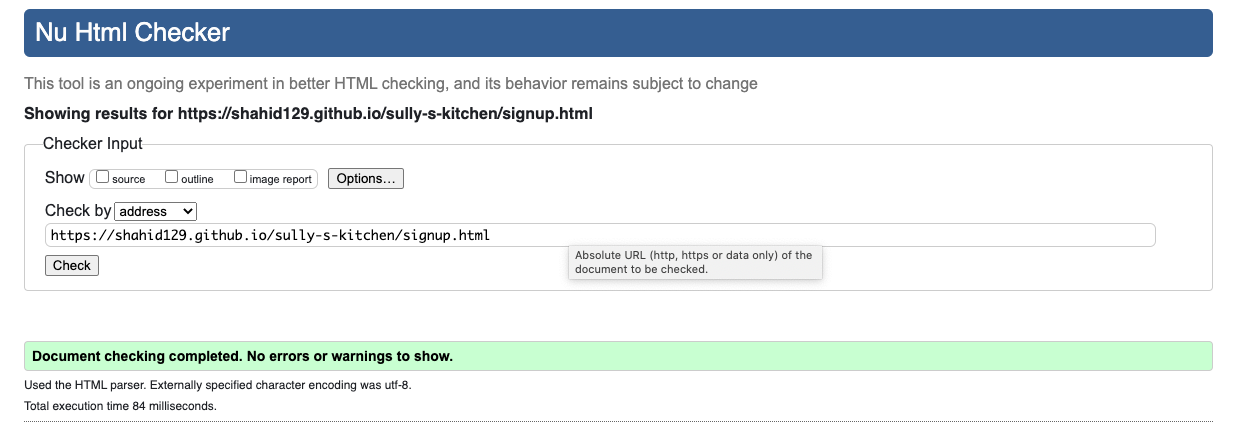 Nu Html Checker
This tool is an ongoing experiment in better HTML checking, and its behavior remains subject to change
Showing results for https://shahid129.github.io/sully-s-kitchen/signup.html
Checker Input
Show source outline image report Options...
Check by address
https://shahid129.github.io/sully-s-kitchen/signup.html
Absolute URL (http, https or data only) of the
document to be checked.
Check
Document checking completed. No errors or warnings to show.
Used the HTML parser. Externally specified character encoding was utf-8.
Total execution time 84 milliseconds.